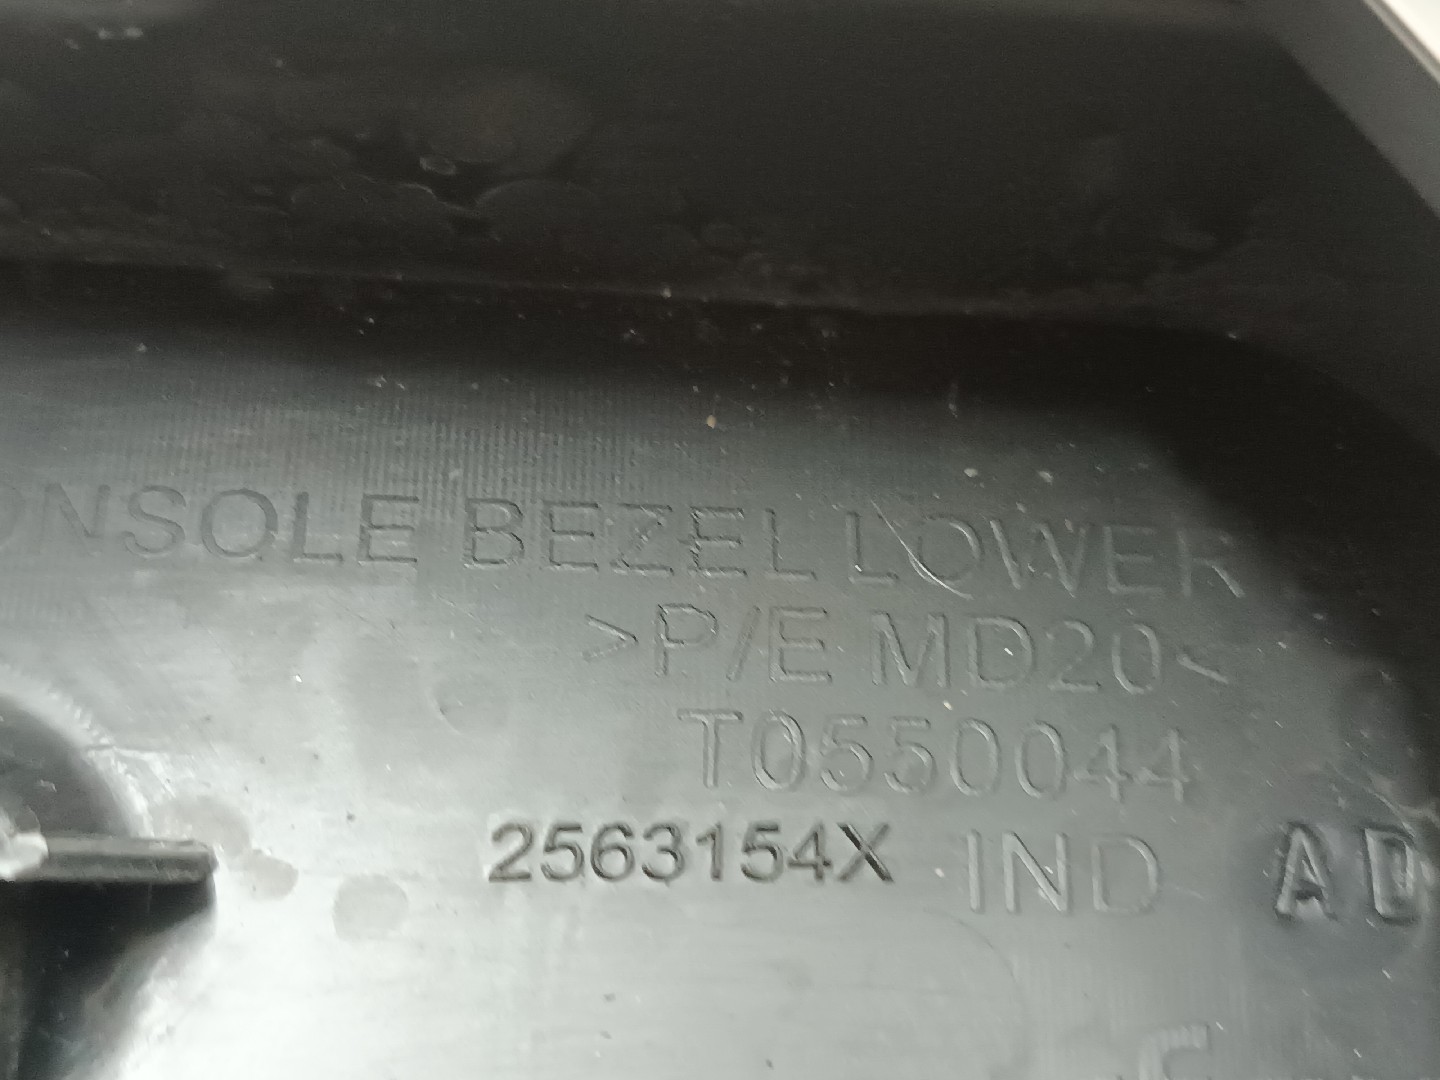 ONSOLE BEZEL LOWER
>P/E MD20<
T0550044
2563154X IND AD